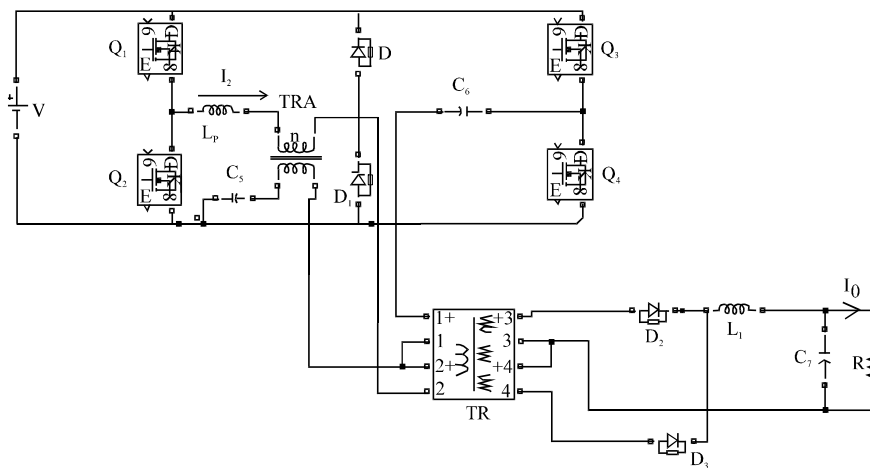 Q₁
D
Q₃
I₂
TRA
C₆
V
Lₚ
n
Q₂
C₅
D₁
Q₄
1+
+3
1
3
2+
+4
2
4
TR
D₂
L₁
I₀
C₇
R
D₃
E
E
E
E